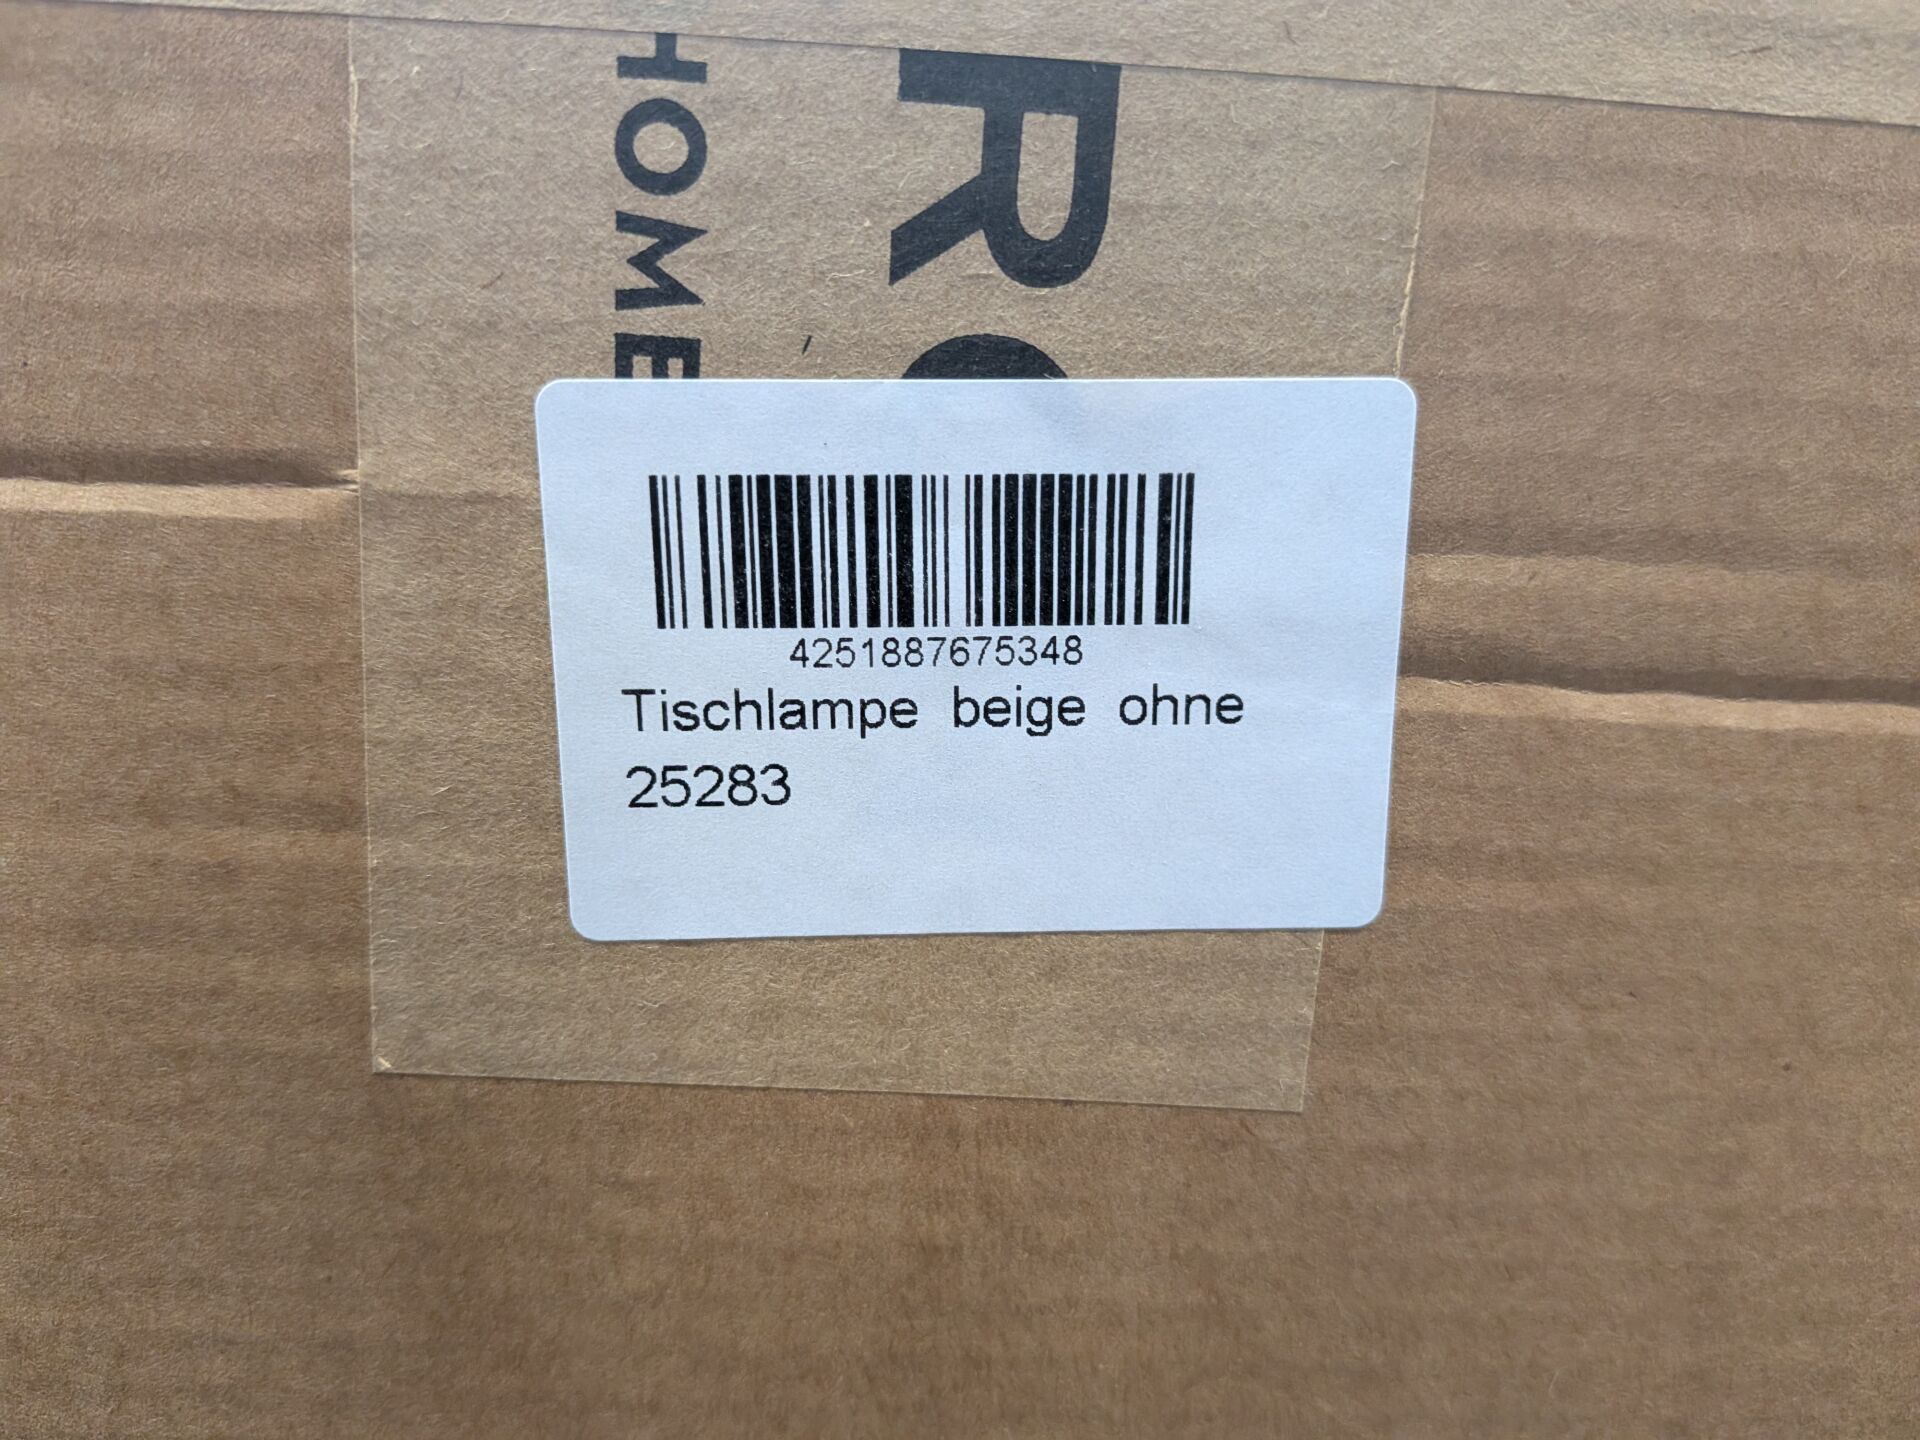 HOME
4251887675348
Tischlampe beige ohne
25283